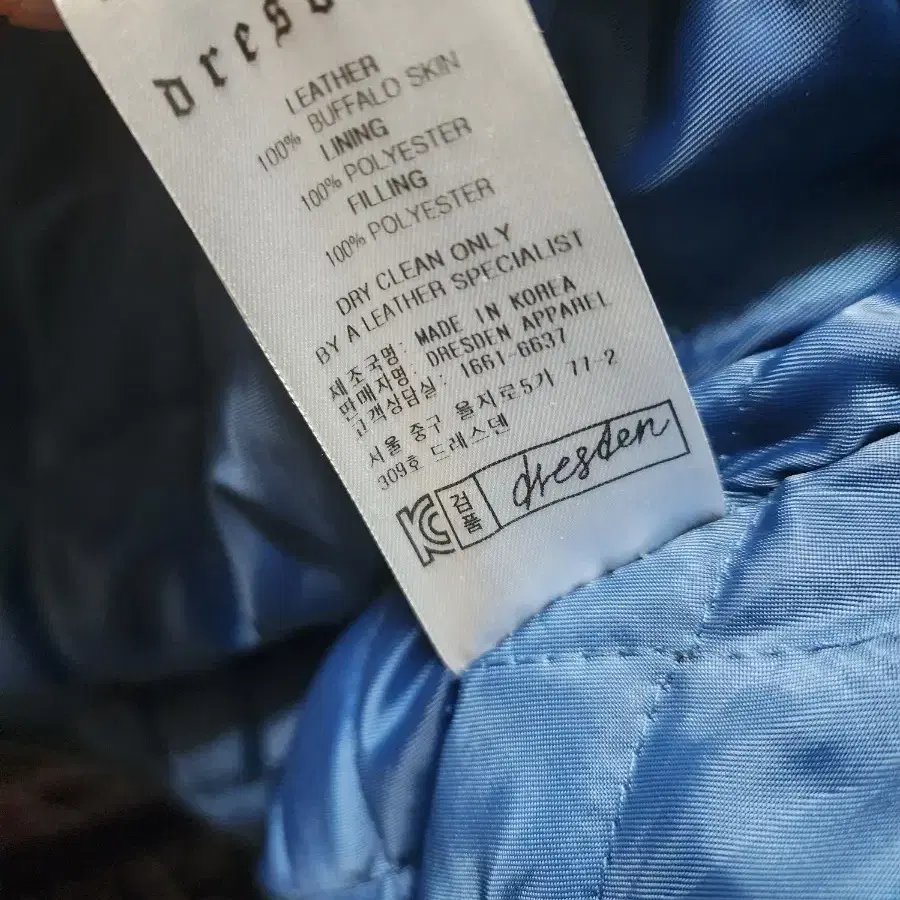 LEATHER
100% BUFFALO SKIN
LINING
100% POLYESTER
FILLING
100% POLYESTER
DRY CLEAN ONLY
BY A LEATHER SPECIALIST
제조국명: MADE IN KOREA
판매자명: DRESDEN APPAREL
고객상담실: 1661-6637
서울 중구 을지로5가 77-2
309호 드레스덴
KC 검품 dresden